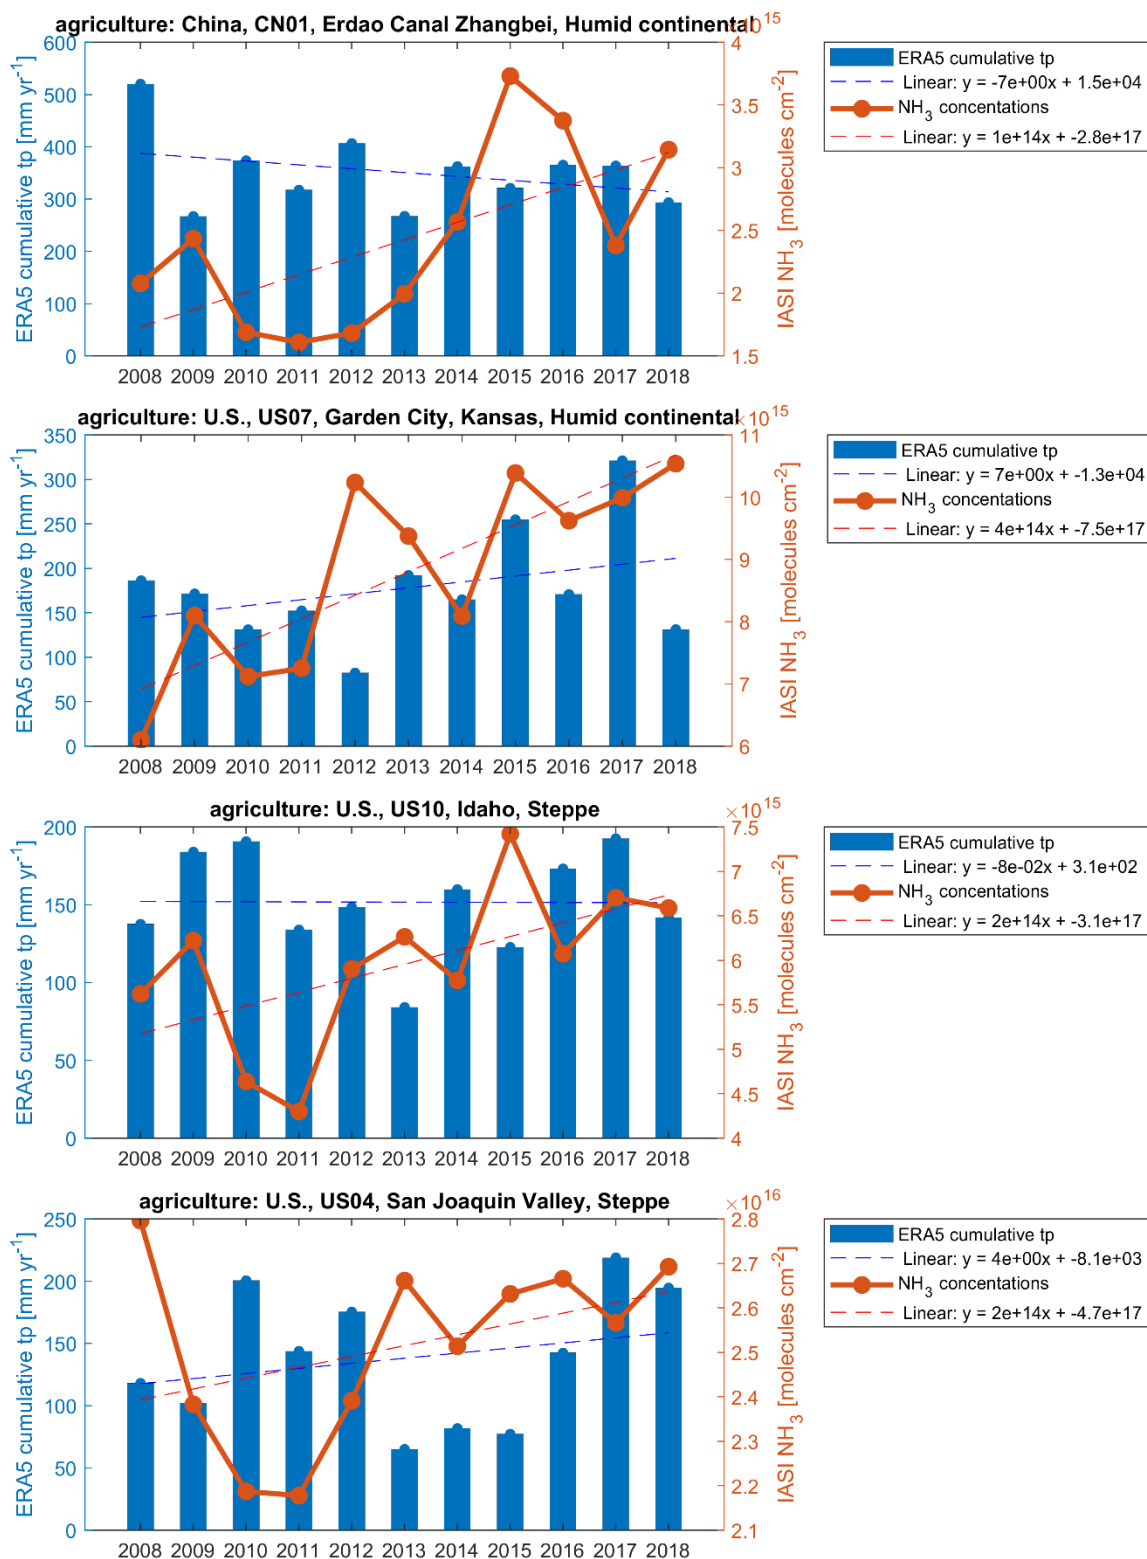 agriculture: China, CN01, Erdao Canal Zhangbei, Humid continental
×10^15
ERA5 cumulative tp [mm yr^-1]
600
500
400
300
200
100
0
2008 2009 2010 2011 2012 2013 2014 2015 2016 2017 2018
4
3.5
3
2.5
2
1.5
IASI NH_3 [molecules cm^-2]
ERA5 cumulative tp
Linear: y = -7e+00x + 1.5e+04
NH_3 concentations
Linear: y = 1e+14x + -2.8e+17
agriculture: U.S., US07, Garden City, Kansas, Humid continental
×10^15
ERA5 cumulative tp [mm yr^-1]
350
300
250
200
150
100
50
0
2008 2009 2010 2011 2012 2013 2014 2015 2016 2017 2018
11
10
9
8
7
6
IASI NH_3 [molecules cm^-2]
ERA5 cumulative tp
Linear: y = 7e+00x + -1.3e+04
NH_3 concentations
Linear: y = 4e+14x + -7.5e+17
agriculture: U.S., US10, Idaho, Steppe
×10^15
ERA5 cumulative tp [mm yr^-1]
200
150
100
50
0
2008 2009 2010 2011 2012 2013 2014 2015 2016 2017 2018
7.5
7
6.5
6
5.5
5
4.5
4
IASI NH_3 [molecules cm^-2]
ERA5 cumulative tp
Linear: y = -8e-02x + 3.1e+02
NH_3 concentations
Linear: y = 2e+14x + -3.1e+17
agriculture: U.S., US04, San Joaquin Valley, Steppe
×10^16
ERA5 cumulative tp [mm yr^-1]
250
200
150
100
50
0
2008 2009 2010 2011 2012 2013 2014 2015 2016 2017 2018
2.8
2.7
2.6
2.5
2.4
2.3
2.2
2.1
IASI NH_3 [molecules cm^-2]
ERA5 cumulative tp
Linear: y = 4e+00x + -8.1e+03
NH_3 concentations
Linear: y = 2e+14x + -4.7e+17